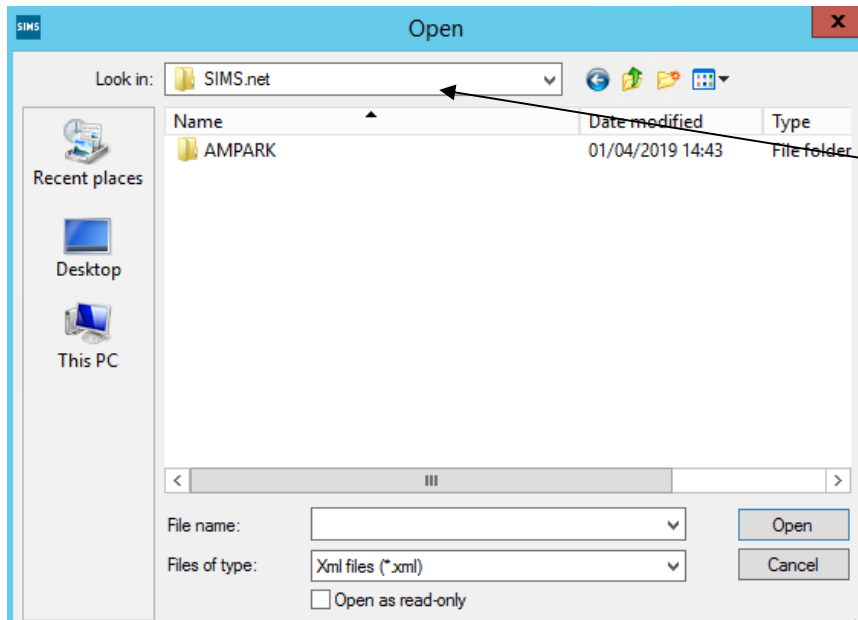 SIMS Open x
Look in: SIMS.net
Name Date modified Type
AMPARK 01/04/2019 14:43 File folder
Recent places
Desktop
This PC
File name: Open
Files of type: Xml files (*.xml) Cancel
Open as read-only